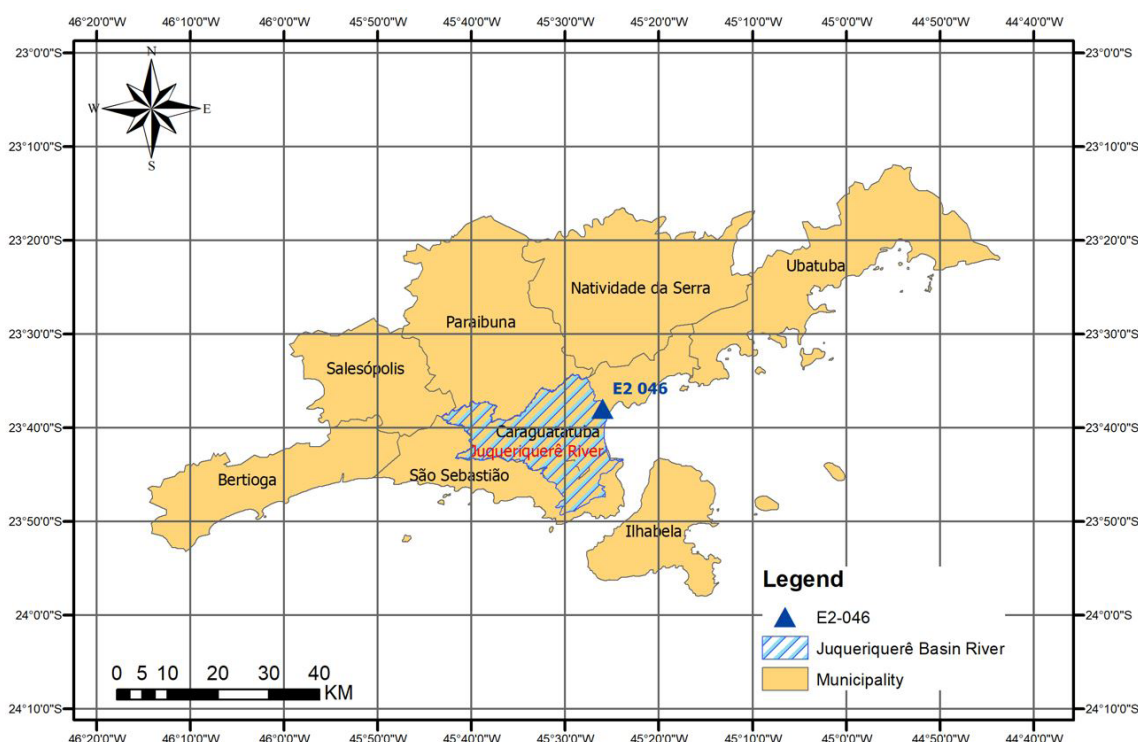 46°20'0"W 46°10'0"W 46°0'0"W 45°50'0"W 45°40'0"W 45°30'0"W 45°20'0"W 45°10'0"W 45°0'0"W 44°50'0"W 44°40'0"W
23°0'0"S 23°0'0"S
N
W E
S
23°10'0"S 23°10'0"S
23°20'0"S 23°20'0"S
Ubatuba
Natividade da Serra
Paraibuna
23°30'0"S 23°30'0"S
Salesópolis
E2 046
23°40'0"S 23°40'0"S
Caraguatatuba
Juqueriquerê River
São Sebastião
Bertioga
23°50'0"S 23°50'0"S
Ilhabela
Legend
24°0'0"S 24°0'0"S
E2-046
Juqueriquerê Basin River
Municipality
0 5 10 20 30 40
KM
24°10'0"S 24°10'0"S
46°20'0"W 46°10'0"W 46°0'0"W 45°50'0"W 45°40'0"W 45°30'0"W 45°20'0"W 45°10'0"W 45°0'0"W 44°50'0"W 44°40'0"W